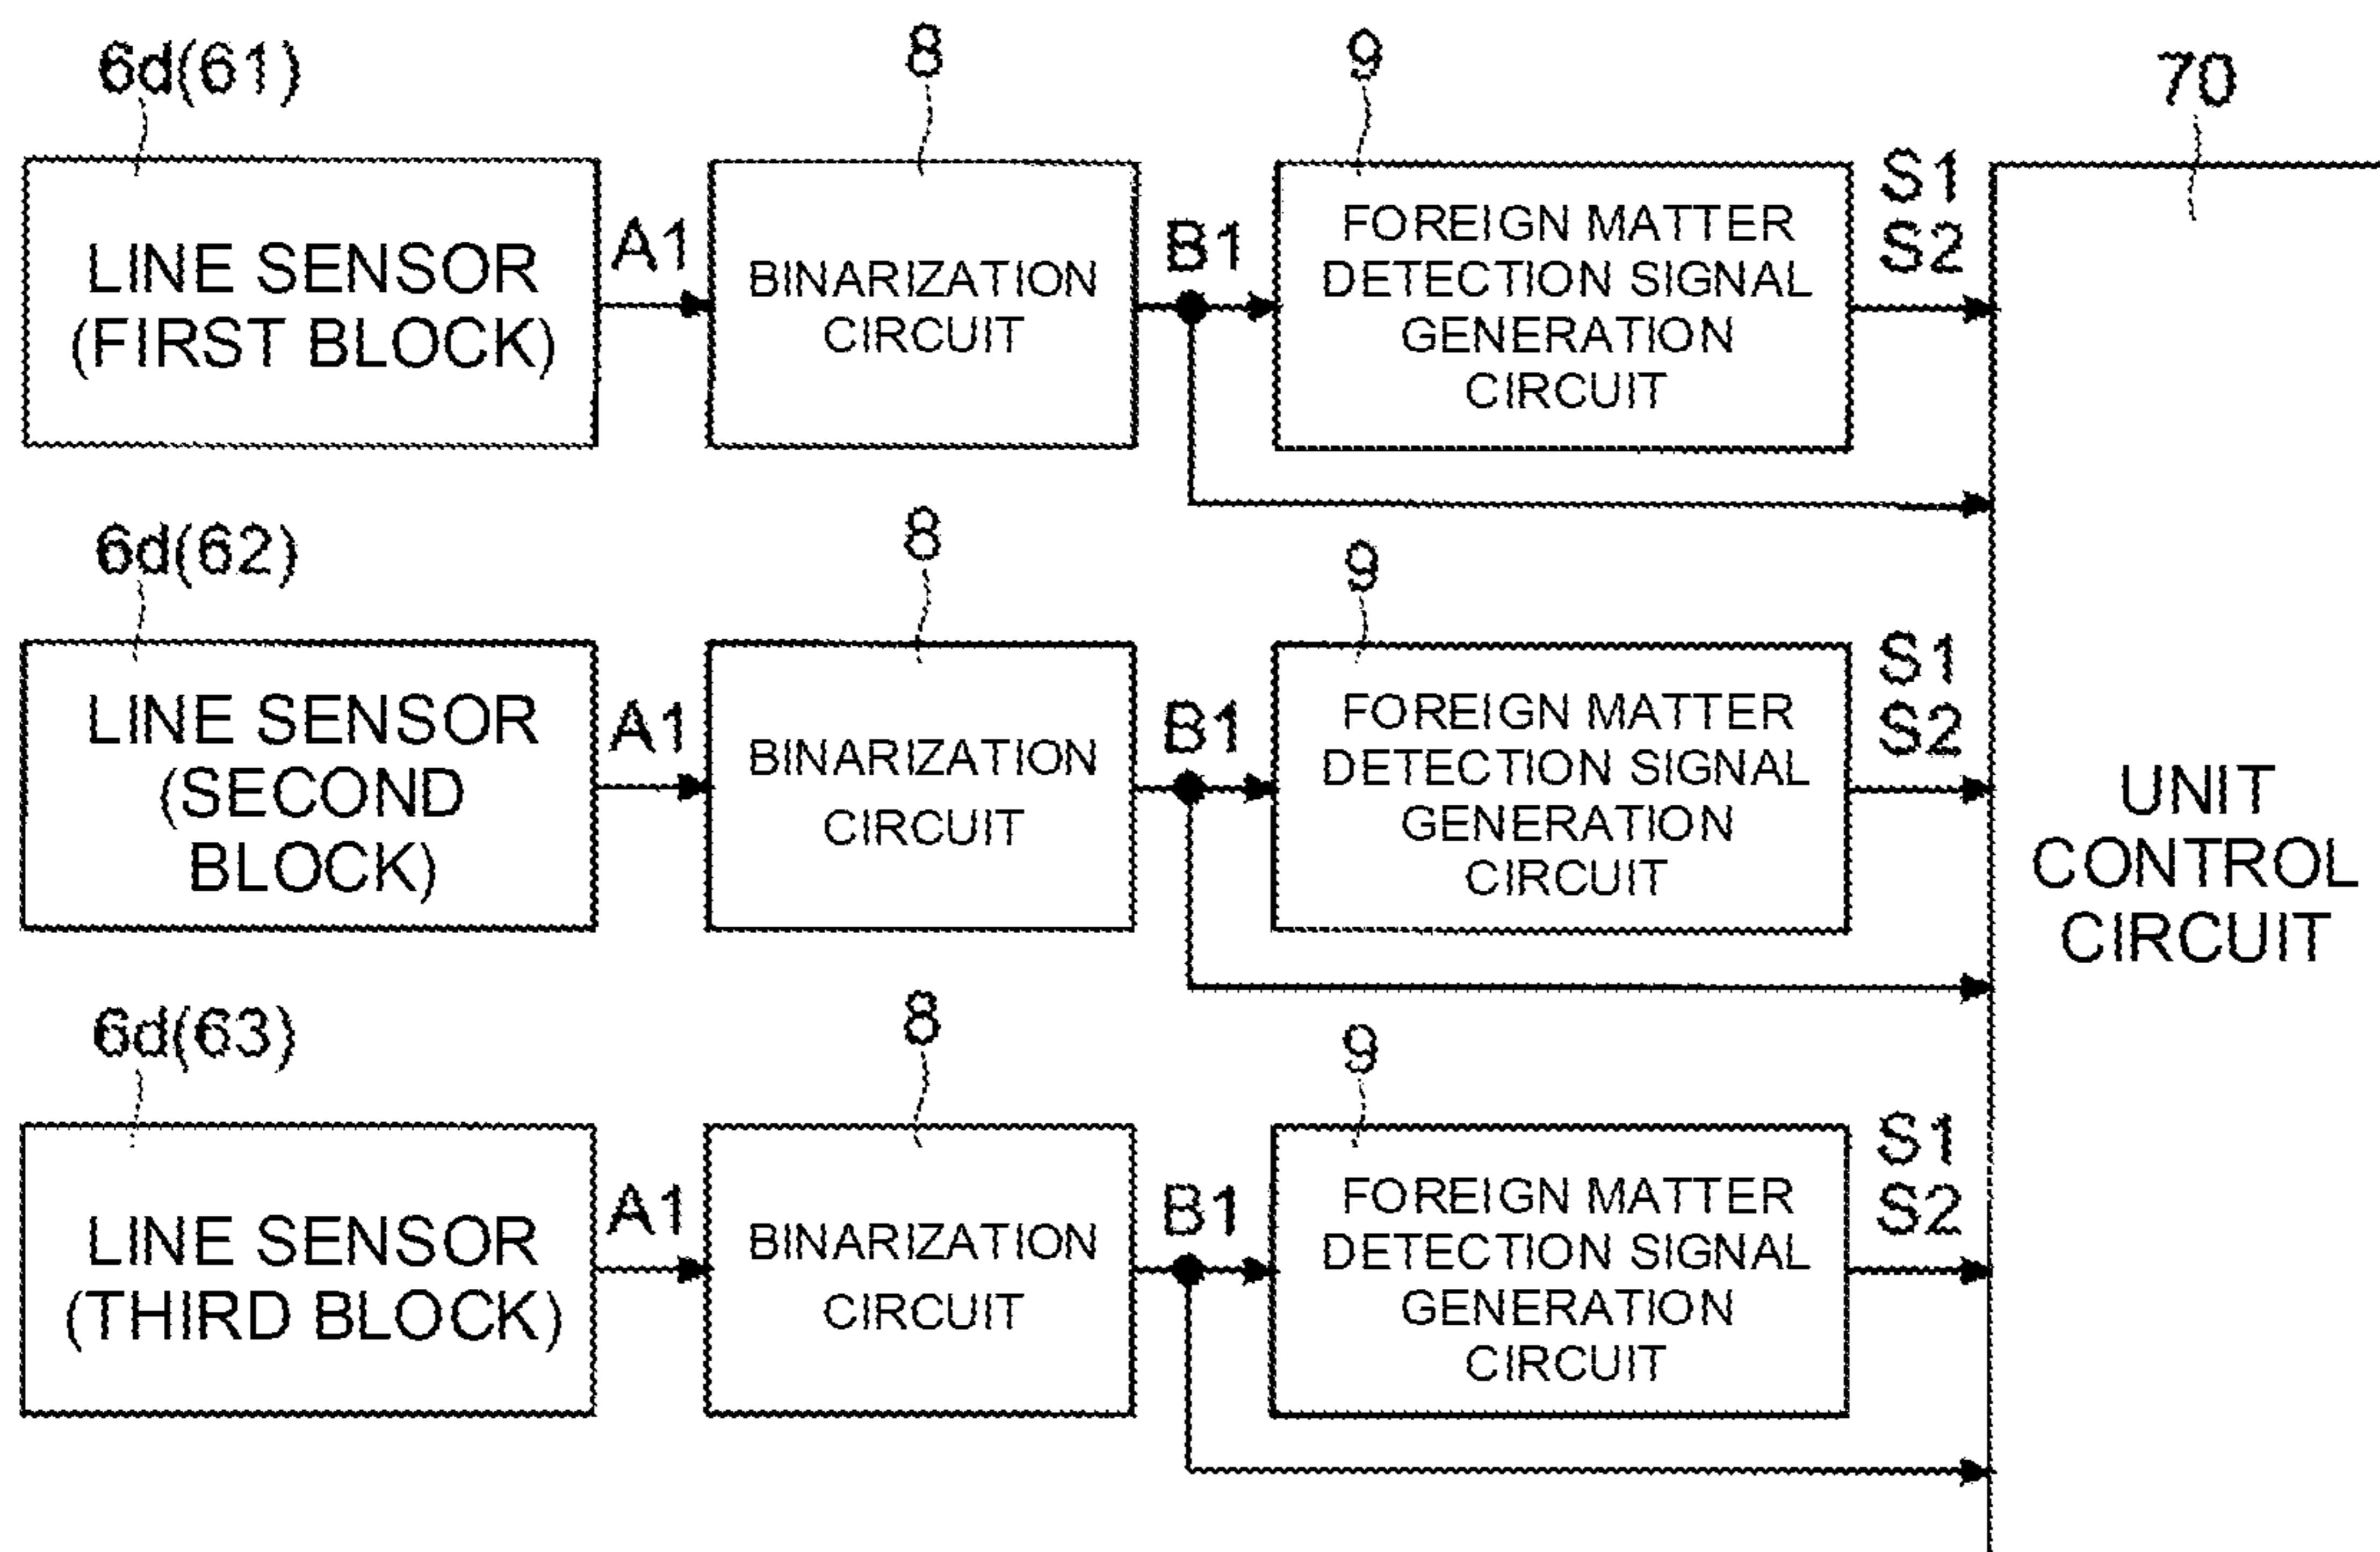 6d(61)
8
9
70
LINE SENSOR
(FIRST BLOCK)
A1
BINARIZATION
CIRCUIT
B1
FOREIGN MATTER
DETECTION SIGNAL
GENERATION
CIRCUIT
S1
S2
6d(62)
8
9
LINE SENSOR
(SECOND
BLOCK)
A1
BINARIZATION
CIRCUIT
B1
FOREIGN MATTER
DETECTION SIGNAL
GENERATION
CIRCUIT
S1
S2
UNIT
CONTROL
CIRCUIT
6d(63)
8
9
LINE SENSOR
(THIRD BLOCK)
A1
BINARIZATION
CIRCUIT
B1
FOREIGN MATTER
DETECTION SIGNAL
GENERATION
CIRCUIT
S1
S2